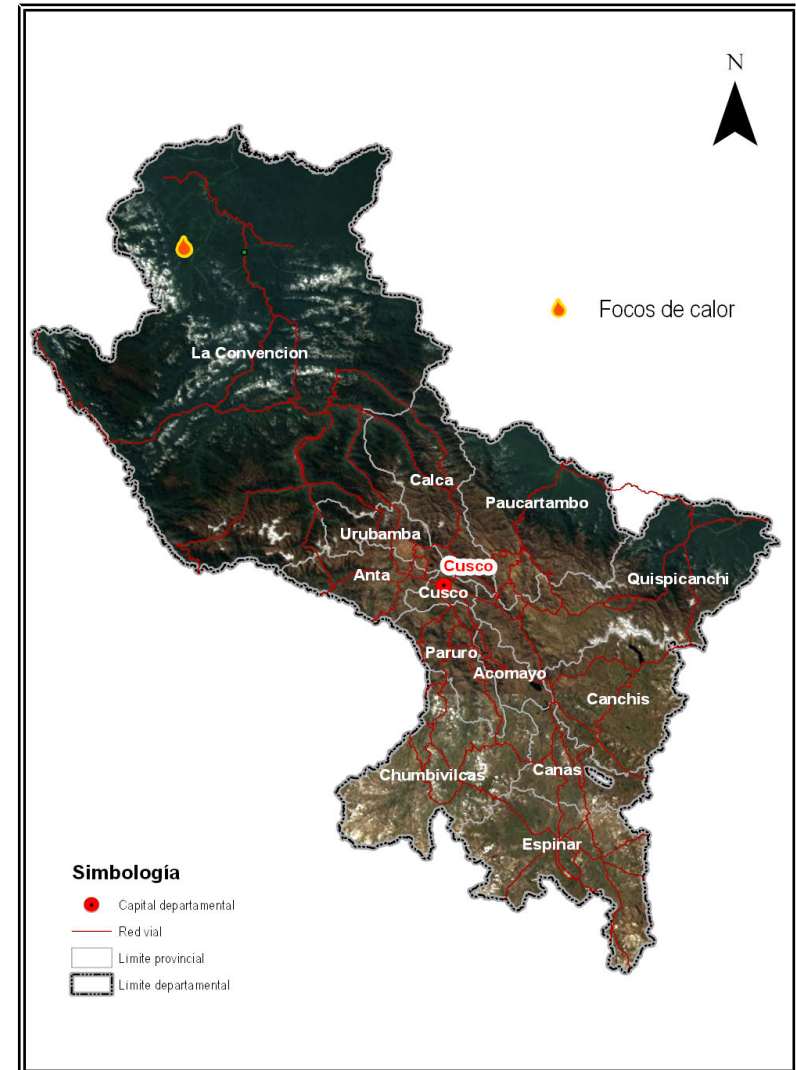 N
Focos de calor
La Convencion
Calca
Paucartambo
Urubamba
Cusco
Anta
Quispicanchi
Cusco
Paruro
Acomayo
Canchis
Chumbivilcas
Canas
Espinar
Simbología
Capital departamental
Red vial
Límite provincial
Límite departamental